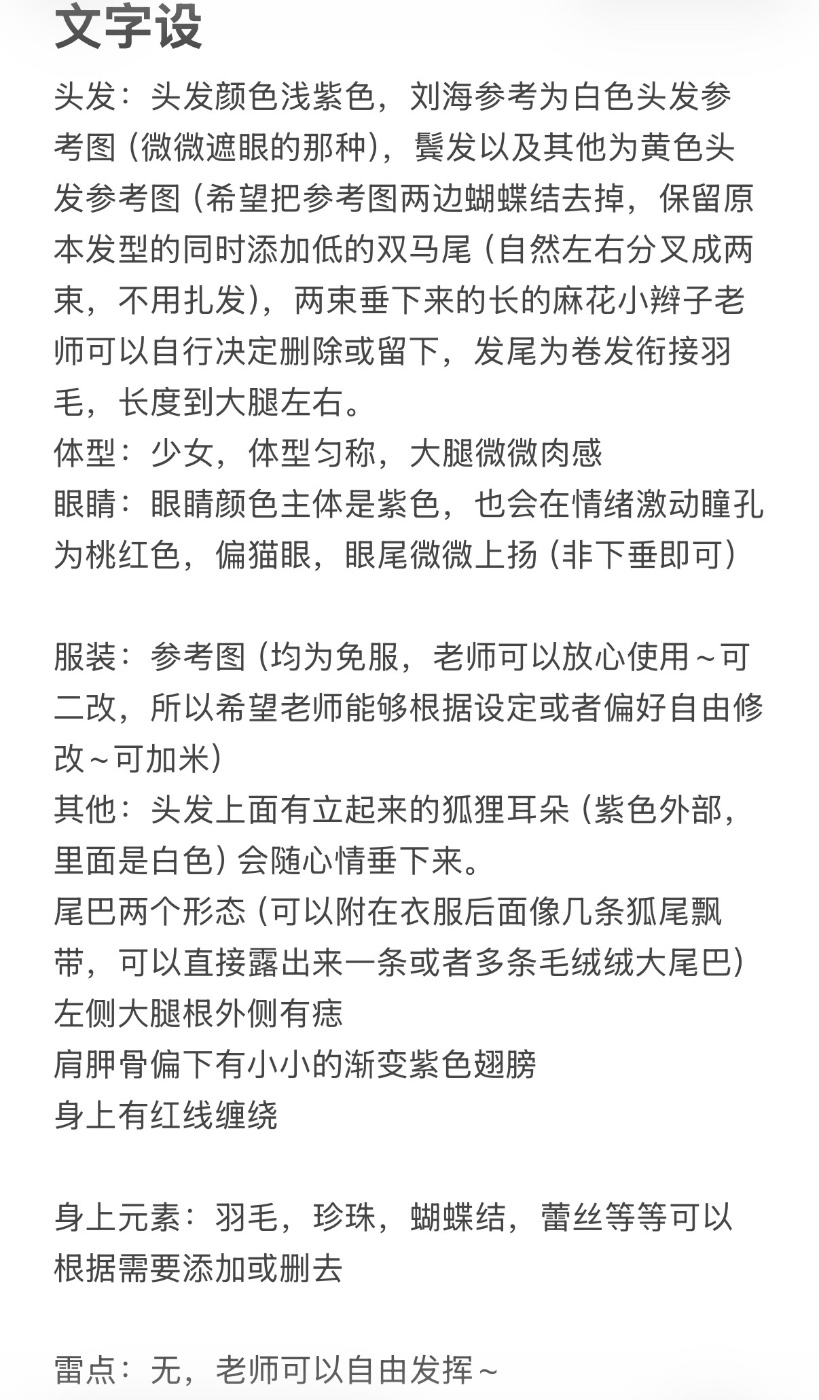 文字设
头发：头发颜色浅紫色，刘海参考为白色头发参
考图（微微遮眼的那种），鬓发以及其他为黄色头
发参考图（希望把参考图两边蝴蝶结去掉，保留原
本发型的同时添加低的双马尾（自然左右分叉成两
束，不用扎发），两束垂下来的长的麻花小辫子老
师可以自行决定删除或留下，发尾为卷发衔接羽
毛，长度到大腿左右。
体型：少女，体型匀称，大腿微微肉感
眼睛：眼睛颜色主体是紫色，也会在情绪激动瞳孔
为桃红色，偏猫眼，眼尾微微上扬（非下垂即可）
服装：参考图（均为免服，老师可以放心使用～可
二改，所以希望老师能够根据设定或者偏好自由修
改～可加米）
其他：头发上面有立起来的狐狸耳朵（紫色外部，
里面是白色）会随心情垂下来。
尾巴两个形态（可以附在衣服后面像几条狐尾飘
带，可以直接露出来一条或者多条毛绒绒大尾巴）
左侧大腿根外侧有痣
肩胛骨偏下有小小的渐变紫色翅膀
身上有红线缠绕
身上元素：羽毛，珍珠，蝴蝶结，蕾丝等等可以
根据需要添加或删去
雷点：无，老师可以自由发挥～